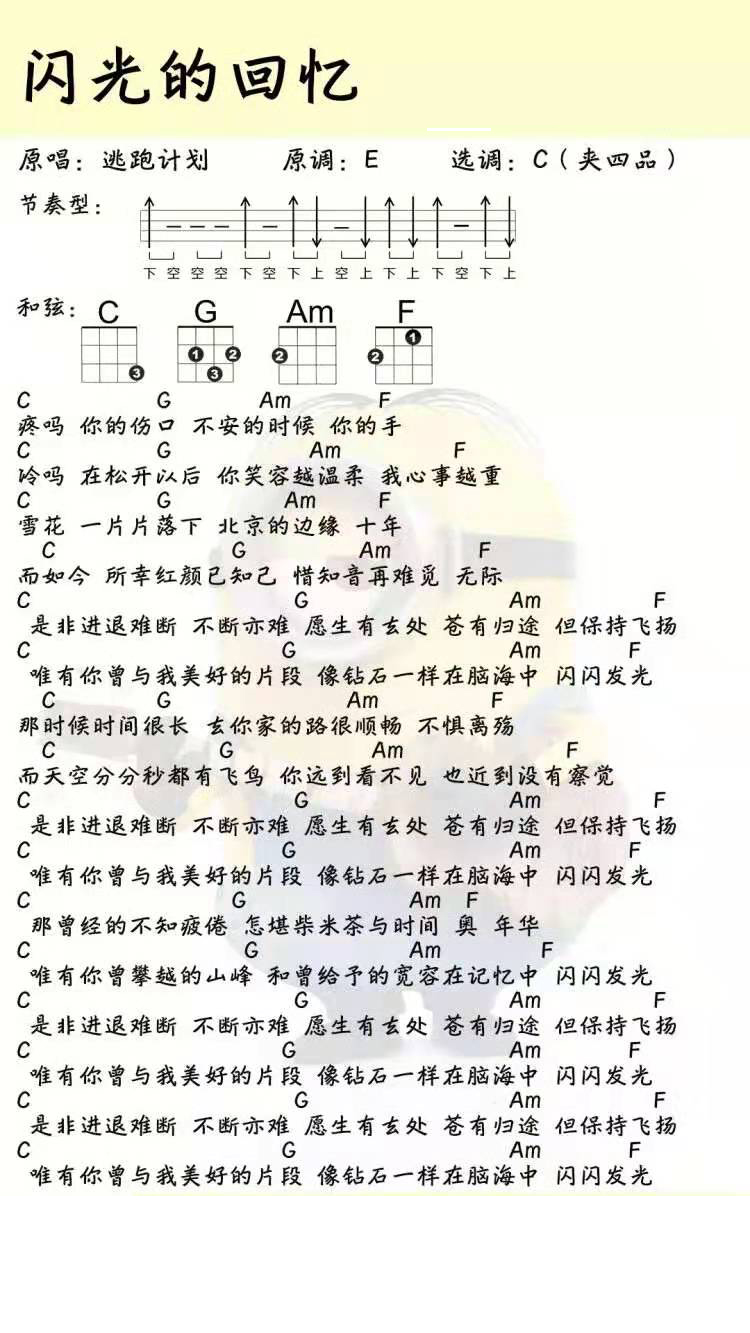 闪光的回忆
原唱：逃跑计划 原调：E 选调：C（夹四品）
节奏型：
下 空 空 空 下 空 下 上 空 上 下 上 下 空 下 上
和弦： C G Am F
3 1 2 3 2 1 2
C G Am F
疼吗 你的伤口 不安的时候 你的手
C G Am F
冷吗 在松开以后 你笑容越温柔 我心事越重
C G Am F
雪花 一片片落下 北京的边缘 十年
C G Am F
而如今 所幸红颜已知己 惜知音再难觅 无际
C G Am F
是非进退难断 不断亦难 愿生有玄处 苍有归途 但保持飞扬
C G Am F
唯有你曾与我美好的片段 像钻石一样在脑海中 闪闪发光
C G Am F
那时候时间很长 玄你家的路很顺畅 不惧离殇
C G Am F
而天空分分秒都有飞鸟 你远到看不见 也近到没有察觉
C G Am F
是非进退难断 不断亦难 愿生有玄处 苍有归途 但保持飞扬
C G Am F
唯有你曾与我美好的片段 像钻石一样在脑海中 闪闪发光
C G Am F
那曾经的不知疲倦 怎堪柴米茶与时间 奥 年华
C G Am F
唯有你曾攀越的山峰 和曾给予的宽容在记忆中 闪闪发光
C G Am F
是非进退难断 不断亦难 愿生有玄处 苍有归途 但保持飞扬
C G Am F
唯有你曾与我美好的片段 像钻石一样在脑海中 闪闪发光
C G Am F
是非进退难断 不断亦难 愿生有玄处 苍有归途 但保持飞扬
C G Am F
唯有你曾与我美好的片段 像钻石一样在脑海中 闪闪发光